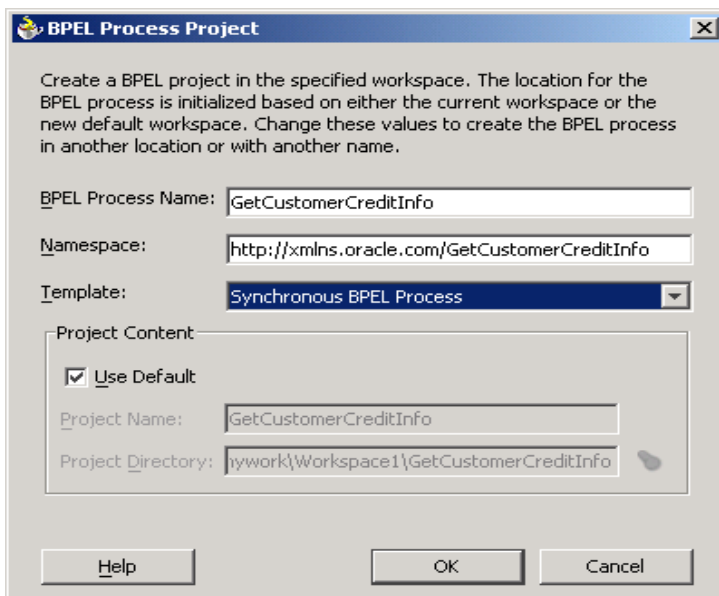 BPEL Process Project
Create a BPEL project in the specified workspace. The location for the
BPEL process is initialized based on either the current workspace or the
new default workspace. Change these values to create the BPEL process
in another location or with another name.
BPEL Process Name: GetCustomerCreditInfo
Namespace: http://xmlns.oracle.com/GetCustomerCreditInfo
Template: Synchronous BPEL Process
Project Content
Use Default
Project Name: GetCustomerCreditInfo
Project Directory: nywork\Workspace1\GetCustomerCreditInfo
Help OK Cancel